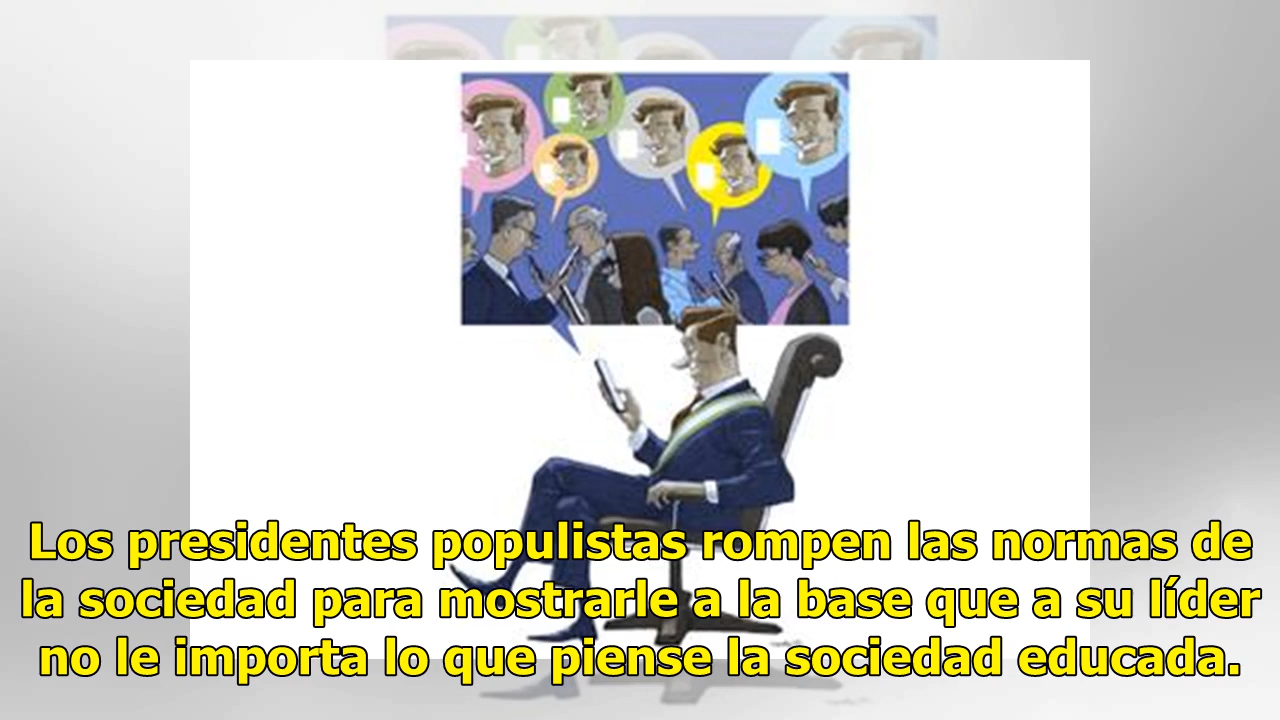 Los presidentes populistas rompen las normas de
la sociedad para mostrarle a la base que a su líder
no le importa lo que piense la sociedad educada.